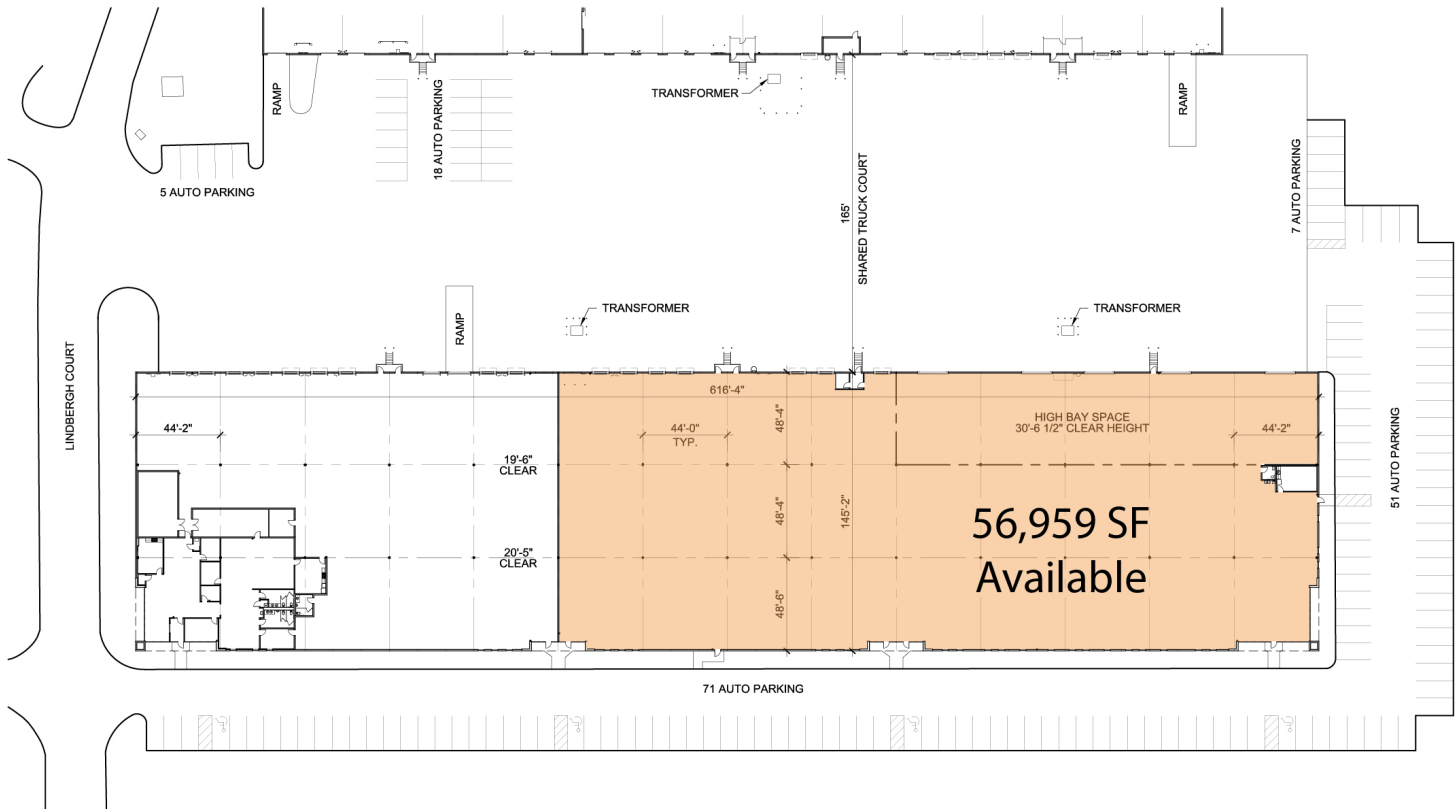 TRANSFORMER
RAMP
18 AUTO PARKING
RAMP
5 AUTO PARKING
165'
SHARED TRUCK COURT
7 AUTO PARKING
TRANSFORMER
TRANSFORMER
RAMP
LINDBERGH COURT
616'-4"
44'-2"
44'-0"
TYP.
48'-4"
HIGH BAY SPACE
30'-6 1/2" CLEAR HEIGHT
44'-2"
19'-6"
CLEAR
51 AUTO PARKING
48'-4"
145'-2"
56,959 SF
Available
20'-5"
CLEAR
48'-6"
71 AUTO PARKING